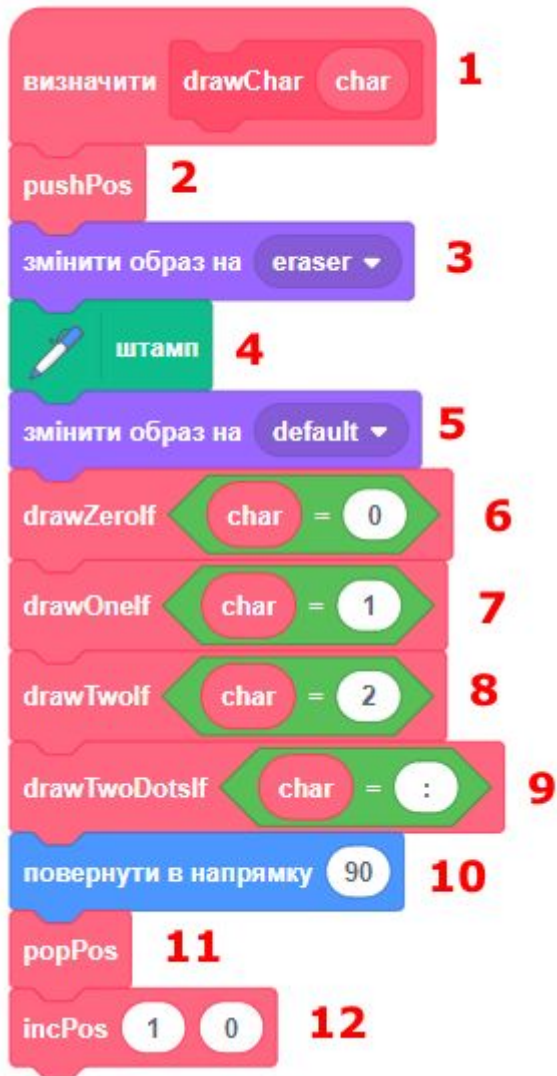 визначити drawChar char 1
pushPos 2
змінити образ на eraser 3
штамп 4
змінити образ на default 5
drawZeroIf char = 0 6
drawOneIf char = 1 7
drawTwoIf char = 2 8
drawTwoDotsIf char = : 9
повернути в напрямку 90 10
popPos 11
incPos 1 0 12